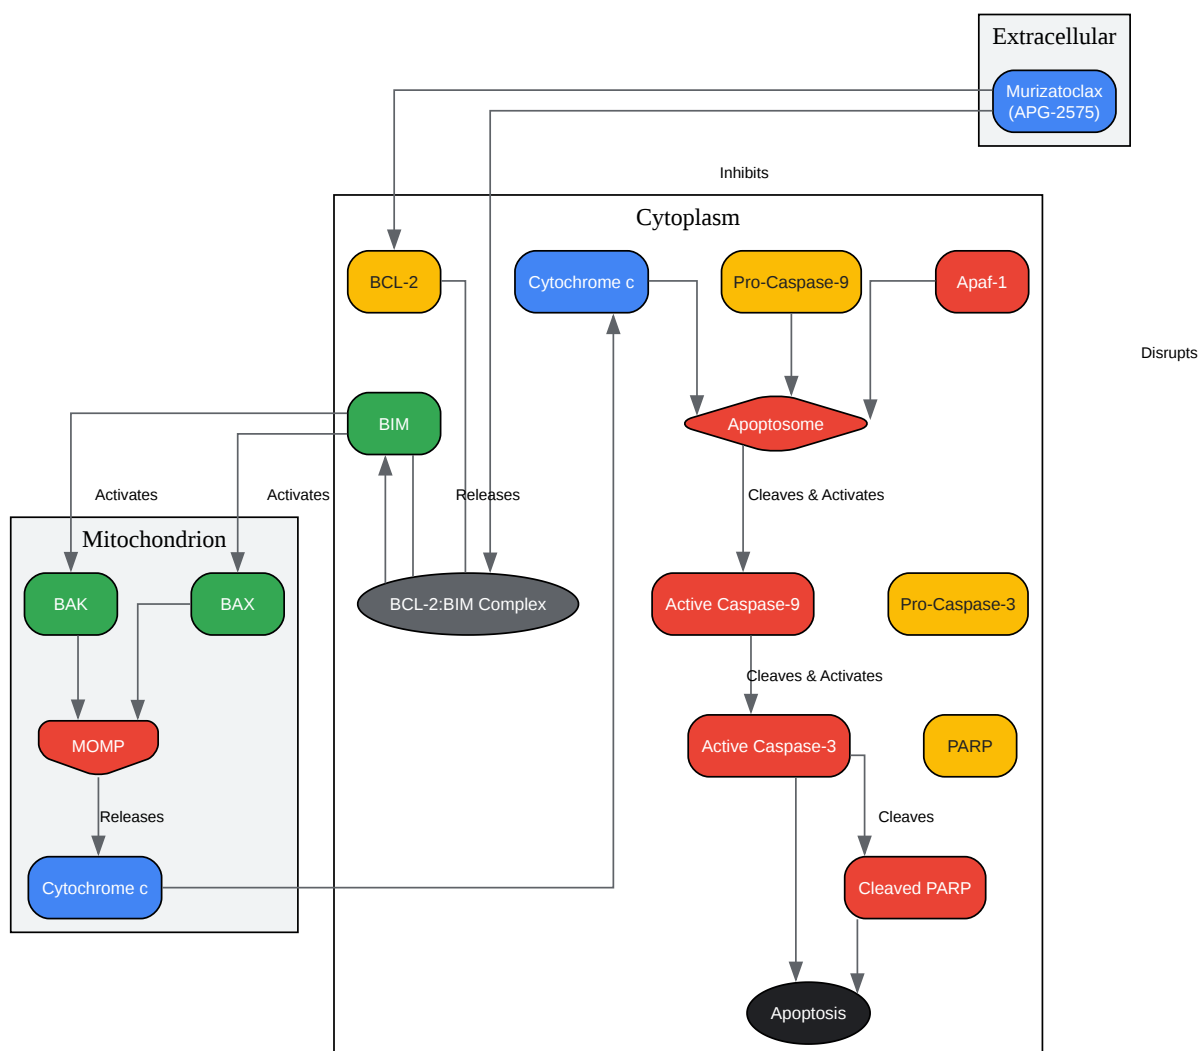 Extracellular
Murizatoclax
(APG-2575)
Inhibits
Cytoplasm
BCL-2
Cytochrome c
Pro-Caspase-9
Apaf-1
Disrupts
BIM
Apoptosome
Activates
Activates
Releases
Cleaves & Activates
Mitochondrion
BAK
BAX
BCL-2:BIM Complex
Active Caspase-9
Pro-Caspase-3
Cleaves & Activates
MOMP
Active Caspase-3
PARP
Releases
Cleaves
Cytochrome c
Cleaved PARP
Apoptosis